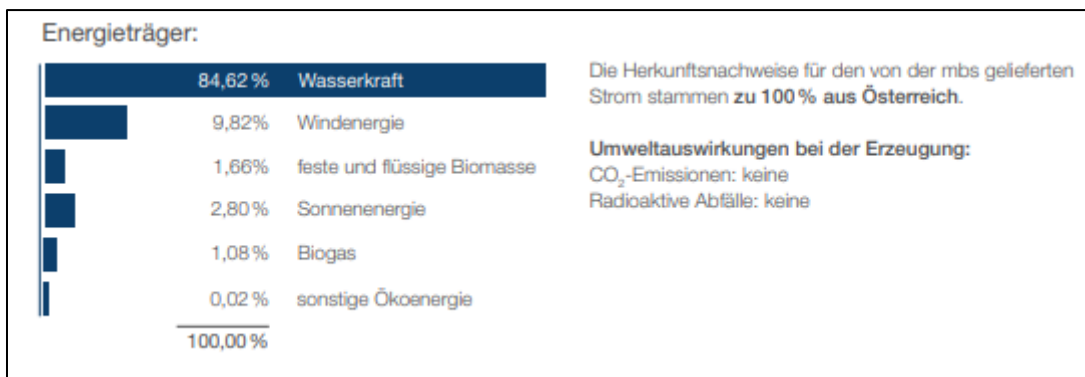 Energieträger:
84,62 % Wasserkraft
9,82% Windenergie
1,66% feste und flüssige Biomasse
2,80 % Sonnenenergie
1,08 % Biogas
0,02 % sonstige Ökoenergie
100,00 %
Die Herkunftsnachweise für den von der mbs gelieferten
Strom stammen zu 100 % aus Österreich.
Umweltauswirkungen bei der Erzeugung:
CO₂-Emissionen: keine
Radioaktive Abfälle: keine